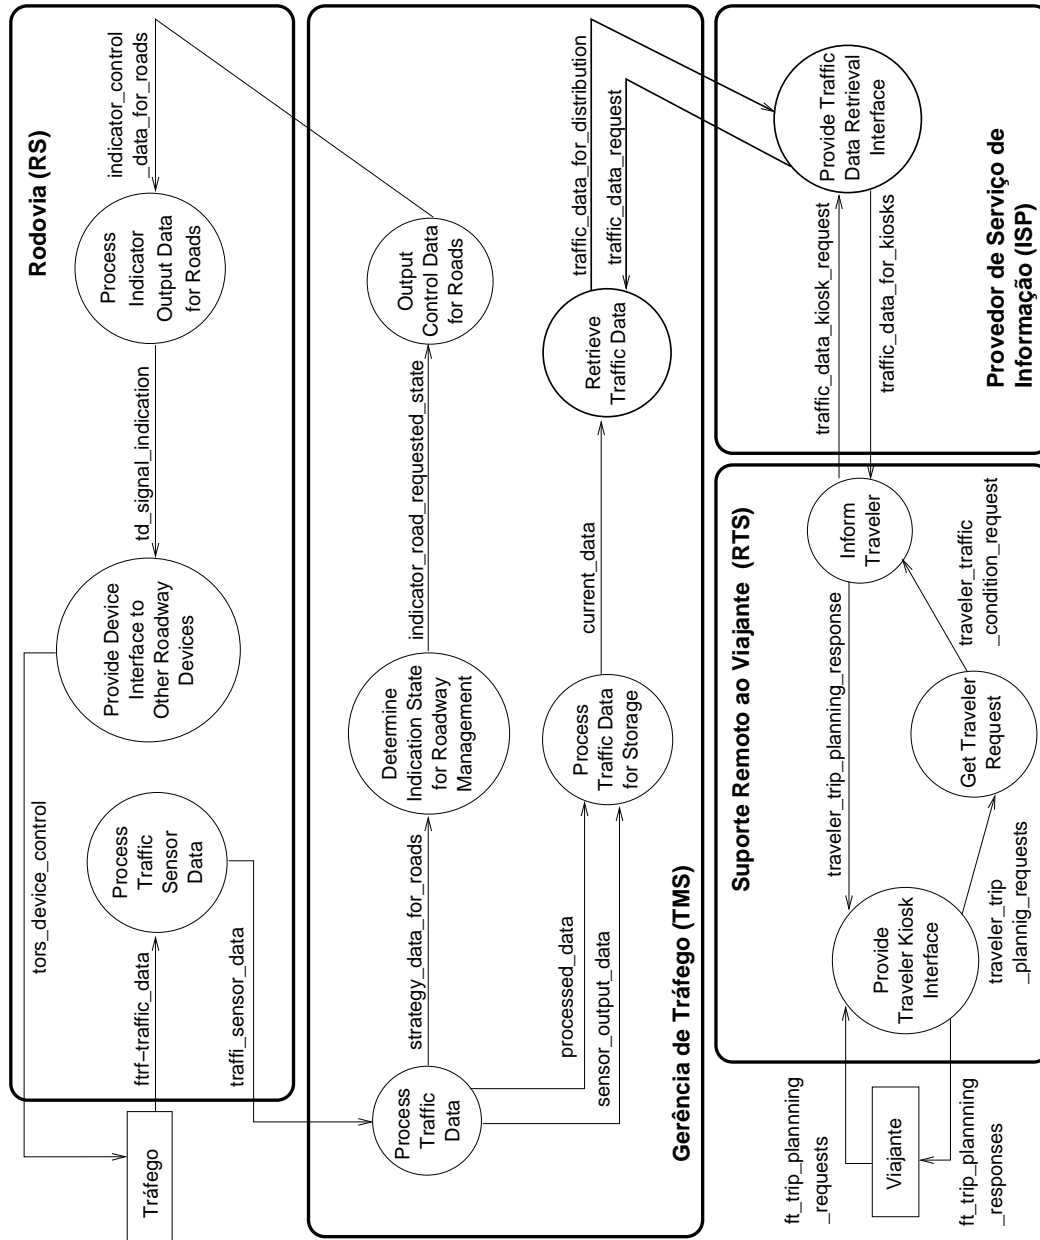 Rodovia (RS)
tors_device_control
Tráfego
ftrf−traffic_data
Process
Traffic
Sensor
Data
traffi_sensor_data
Provide Device
Interface to
Other Roadway
Devices
td_signal_indication
Process
Indicator
Output Data
for Roads
indicator_control
_data_for_roads
Gerência de Tráfego (TMS)
Process
Traffic
Data
strategy_data_for_roads
Determine
Indication State
for Roadway
Management
indicator_road_requested_state
Output
Control Data
for Roads
processed_data
sensor_output_data
Process
Traffic Data
for Storage
current_data
Retrieve
Traffic Data
traffic_data_for_distribution
traffic_data_request
Suporte Remoto ao Viajante (RTS)
ft_trip_plannning
_requests
Viajante
ft_trip_plannning
_responses
Provide
Traveler Kiosk
Interface
traveler_trip_planning_response
traveler_trip
_plannig_requests
Get Traveler
Request
traveler_traffic
_condition_request
Inform
Traveler
traffic_data_kiosk_request
traffic_data_for_kiosks
Provide Traffic
Data Retrieval
Interface
Provedor de Serviço de
Informação (ISP)